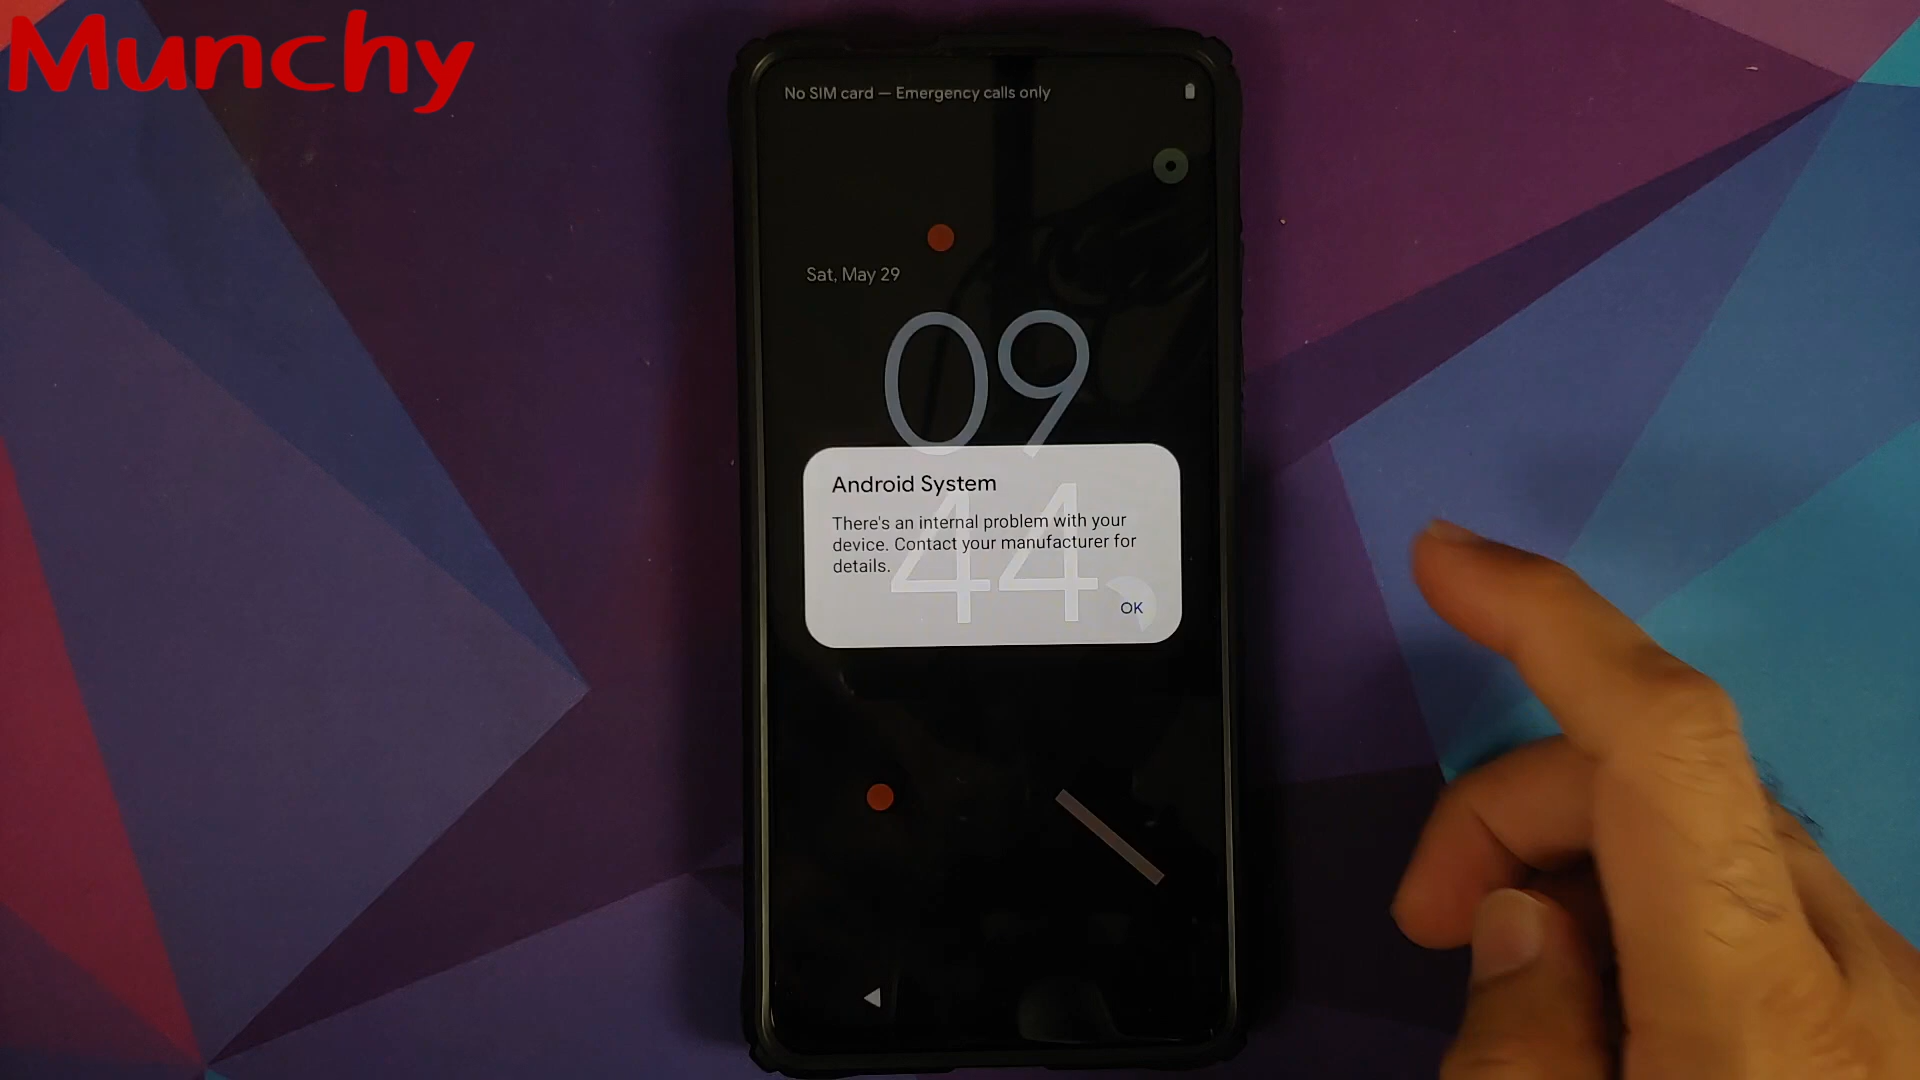 Munchy
No SIM card — Emergency calls only
Sat, May 29
09
44
Android System
There's an internal problem with your
device. Contact your manufacturer for
details.
OK